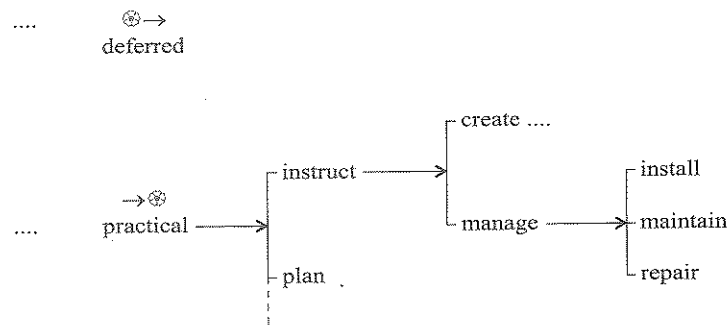 ....
deferred
create ....
instruct
install
....
practical
manage
maintain
plan
repair